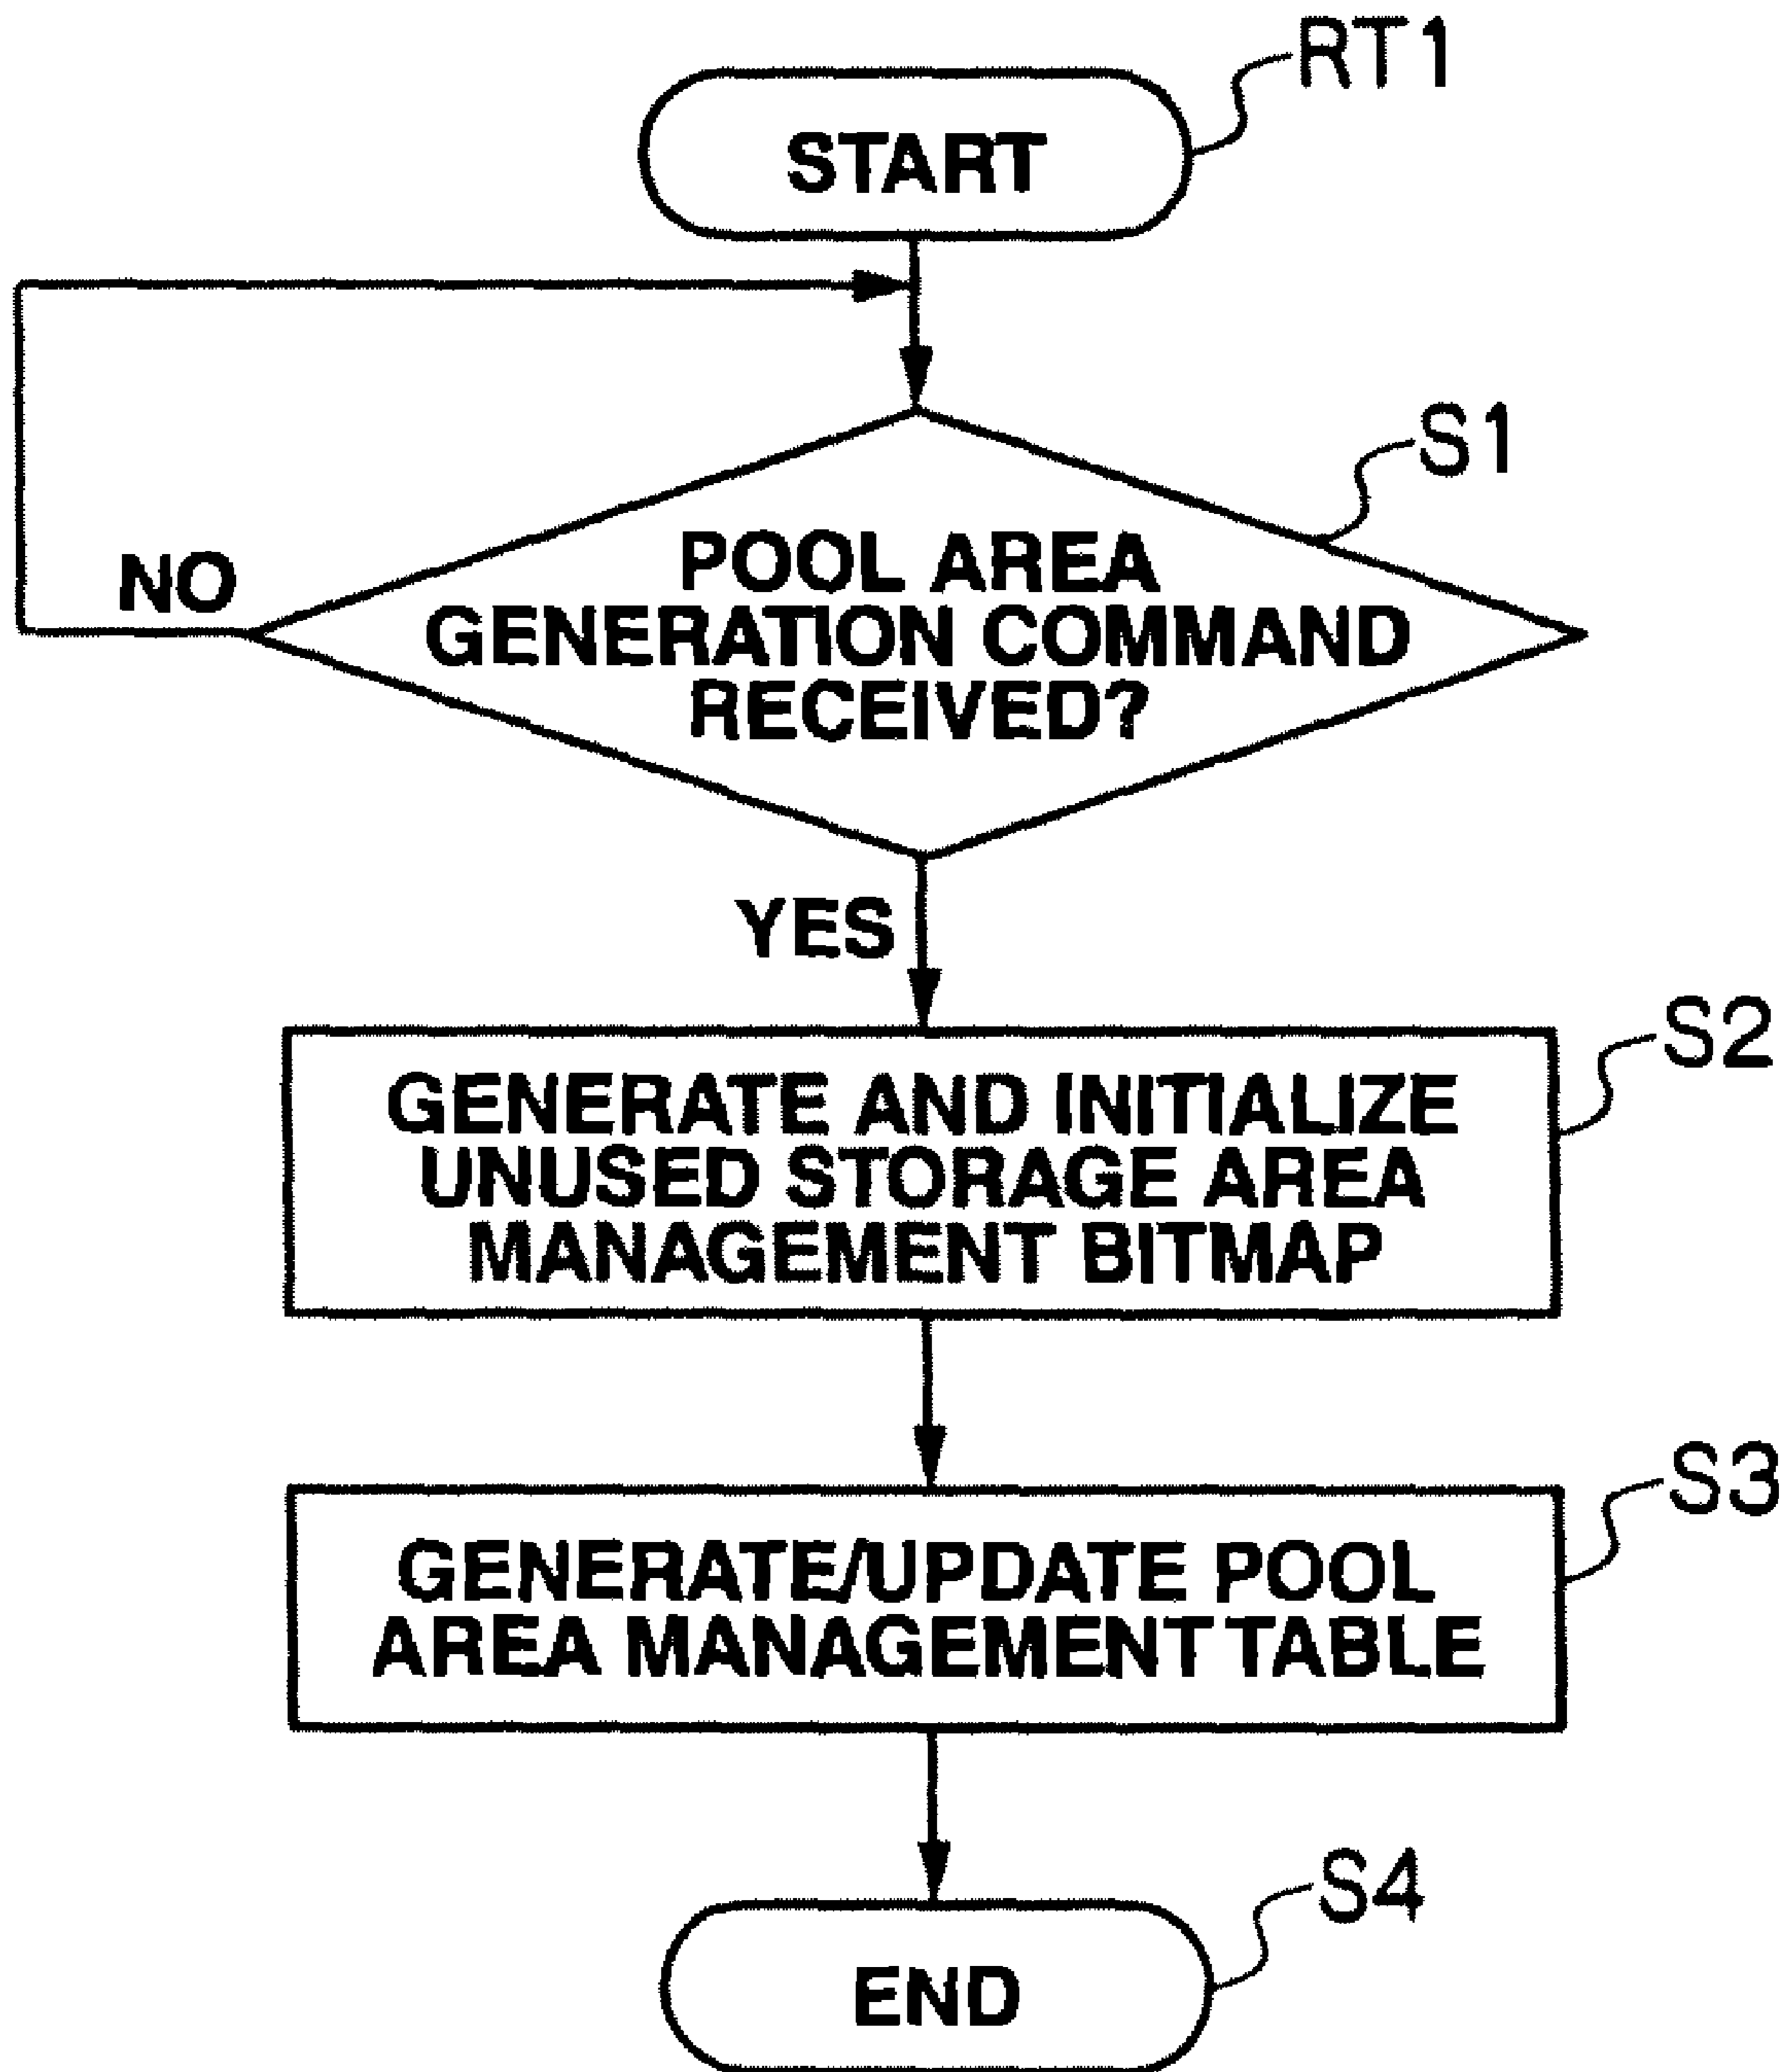 RT1
START
S1
POOL AREA
GENERATION COMMAND
RECEIVED?
NO
YES
S2
GENERATE AND INITIALIZE
UNUSED STORAGE AREA
MANAGEMENT BITMAP
S3
GENERATE/UPDATE POOL
AREA MANAGEMENT TABLE
S4
END